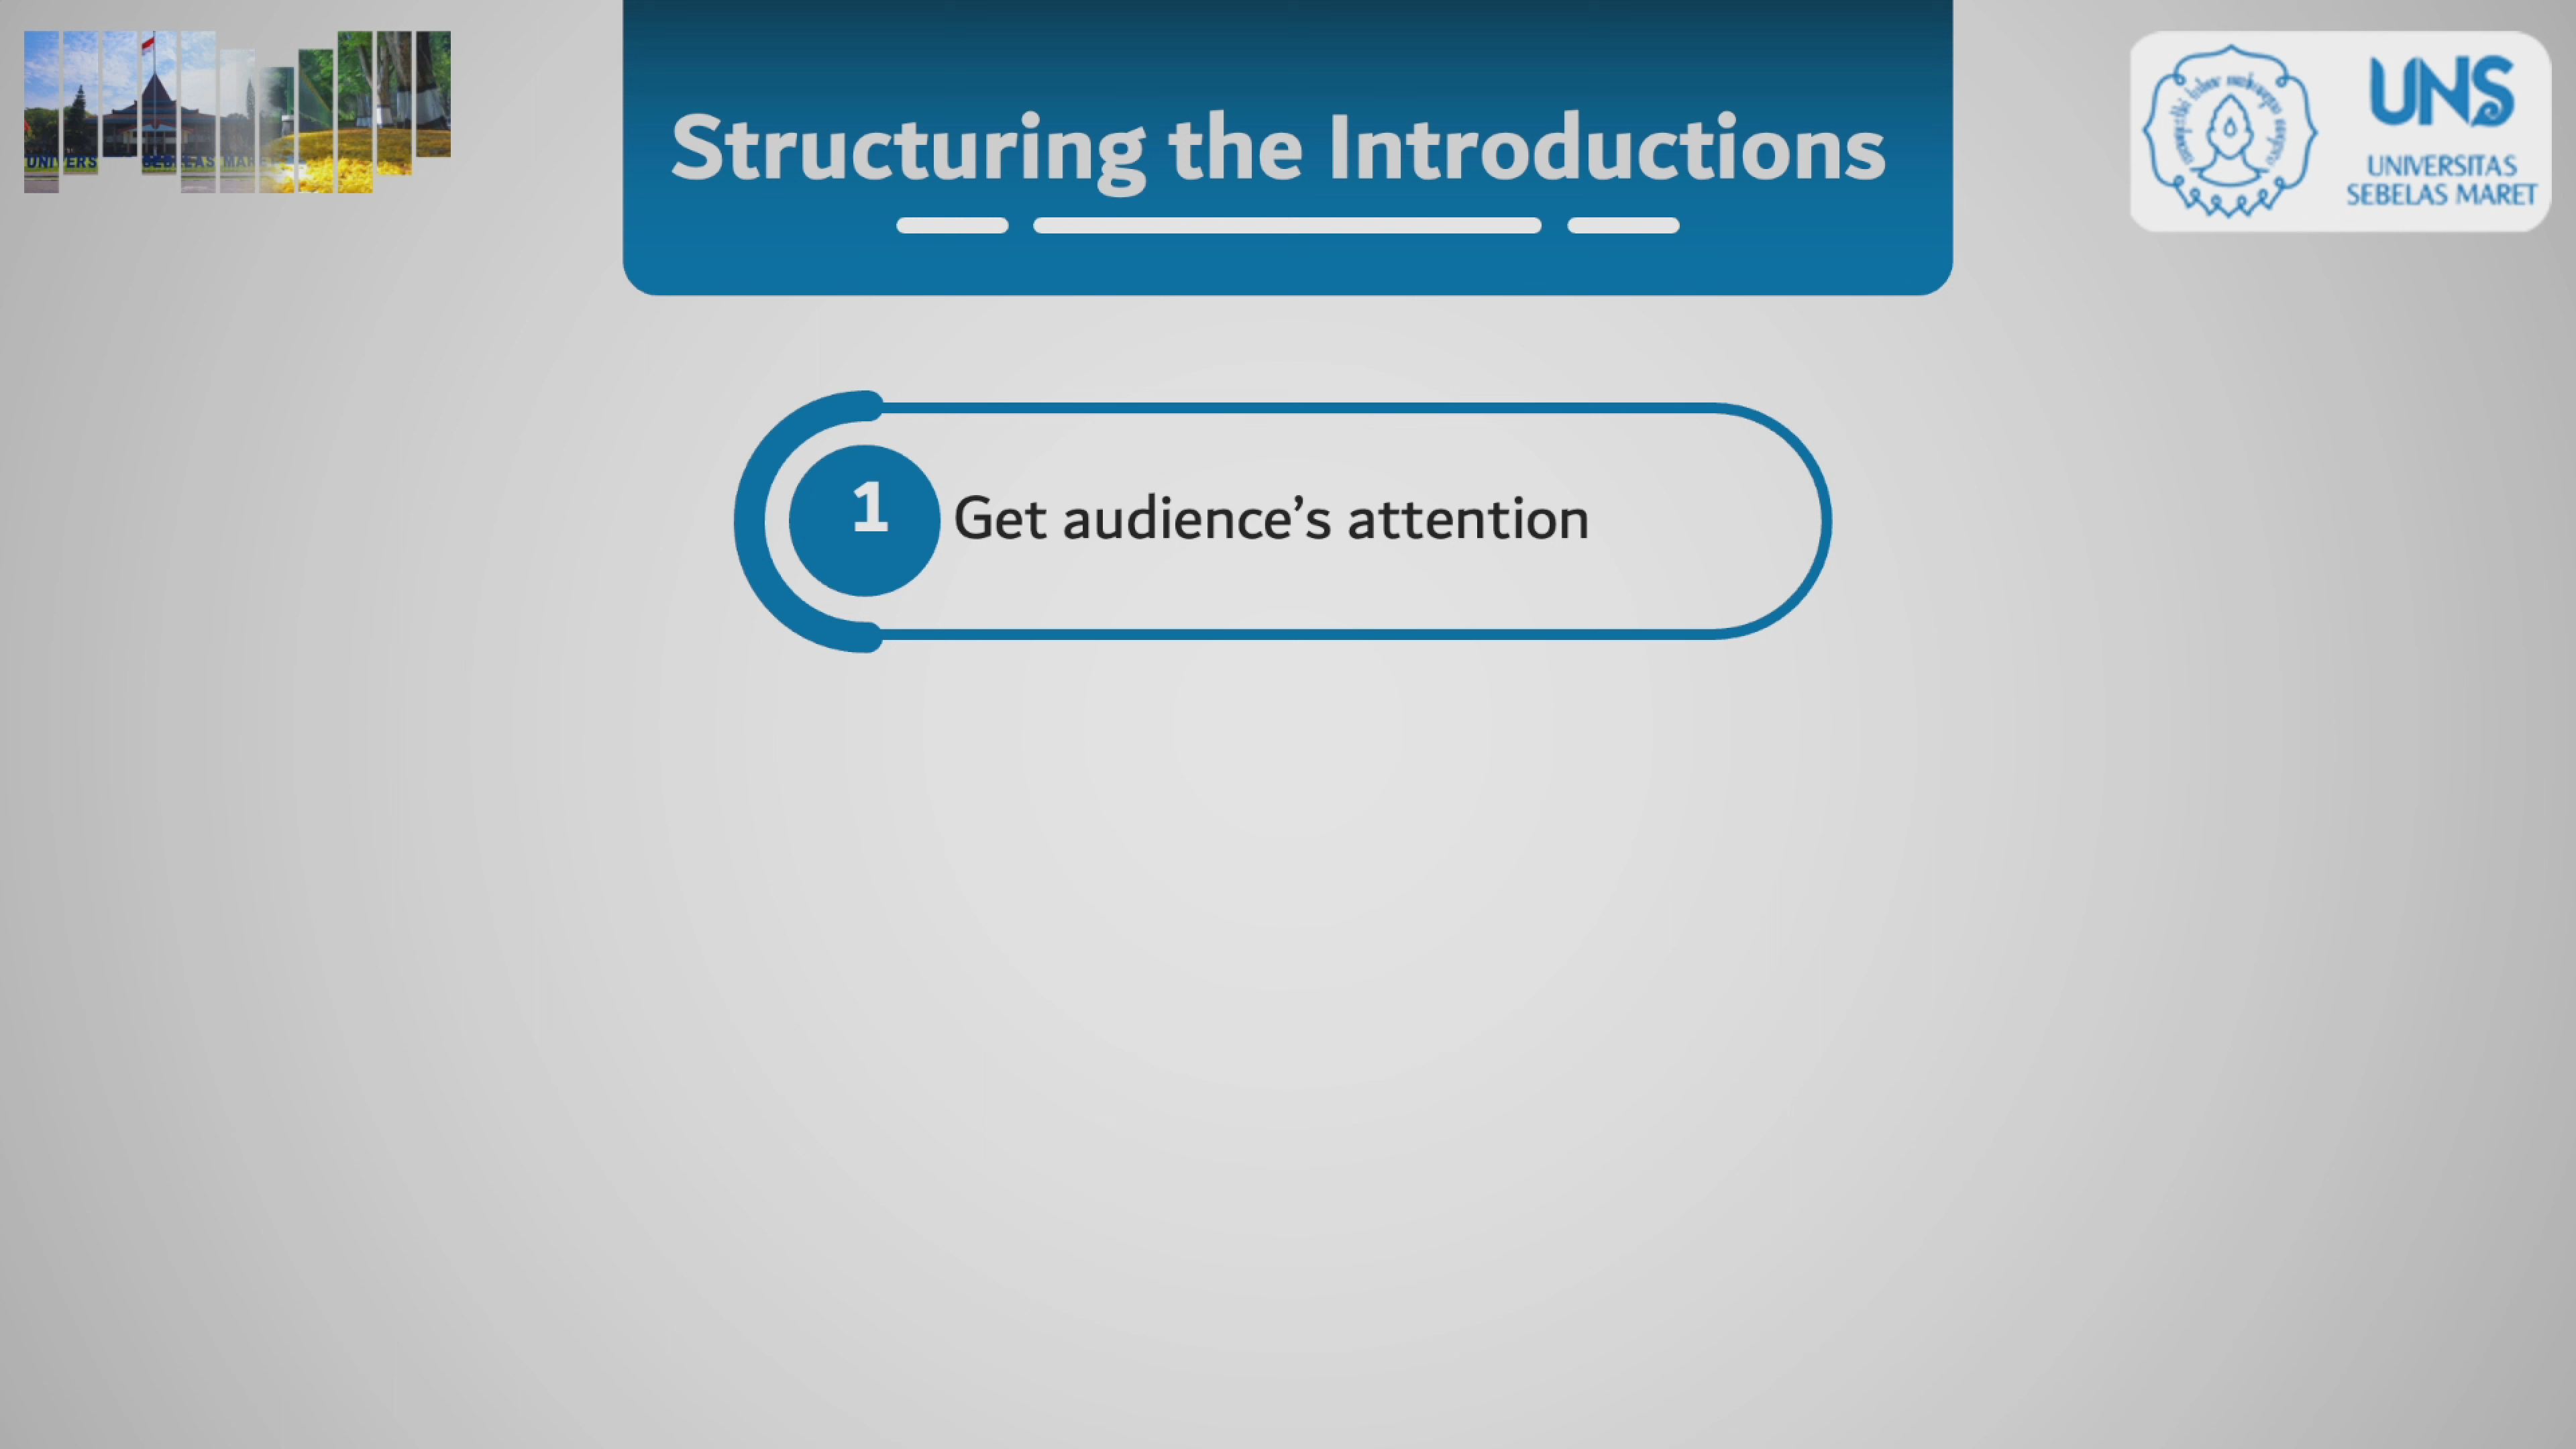 Structuring the Introductions
UNS
UNIVERSITAS
SEBELAS MARET
1
Get audience’s attention